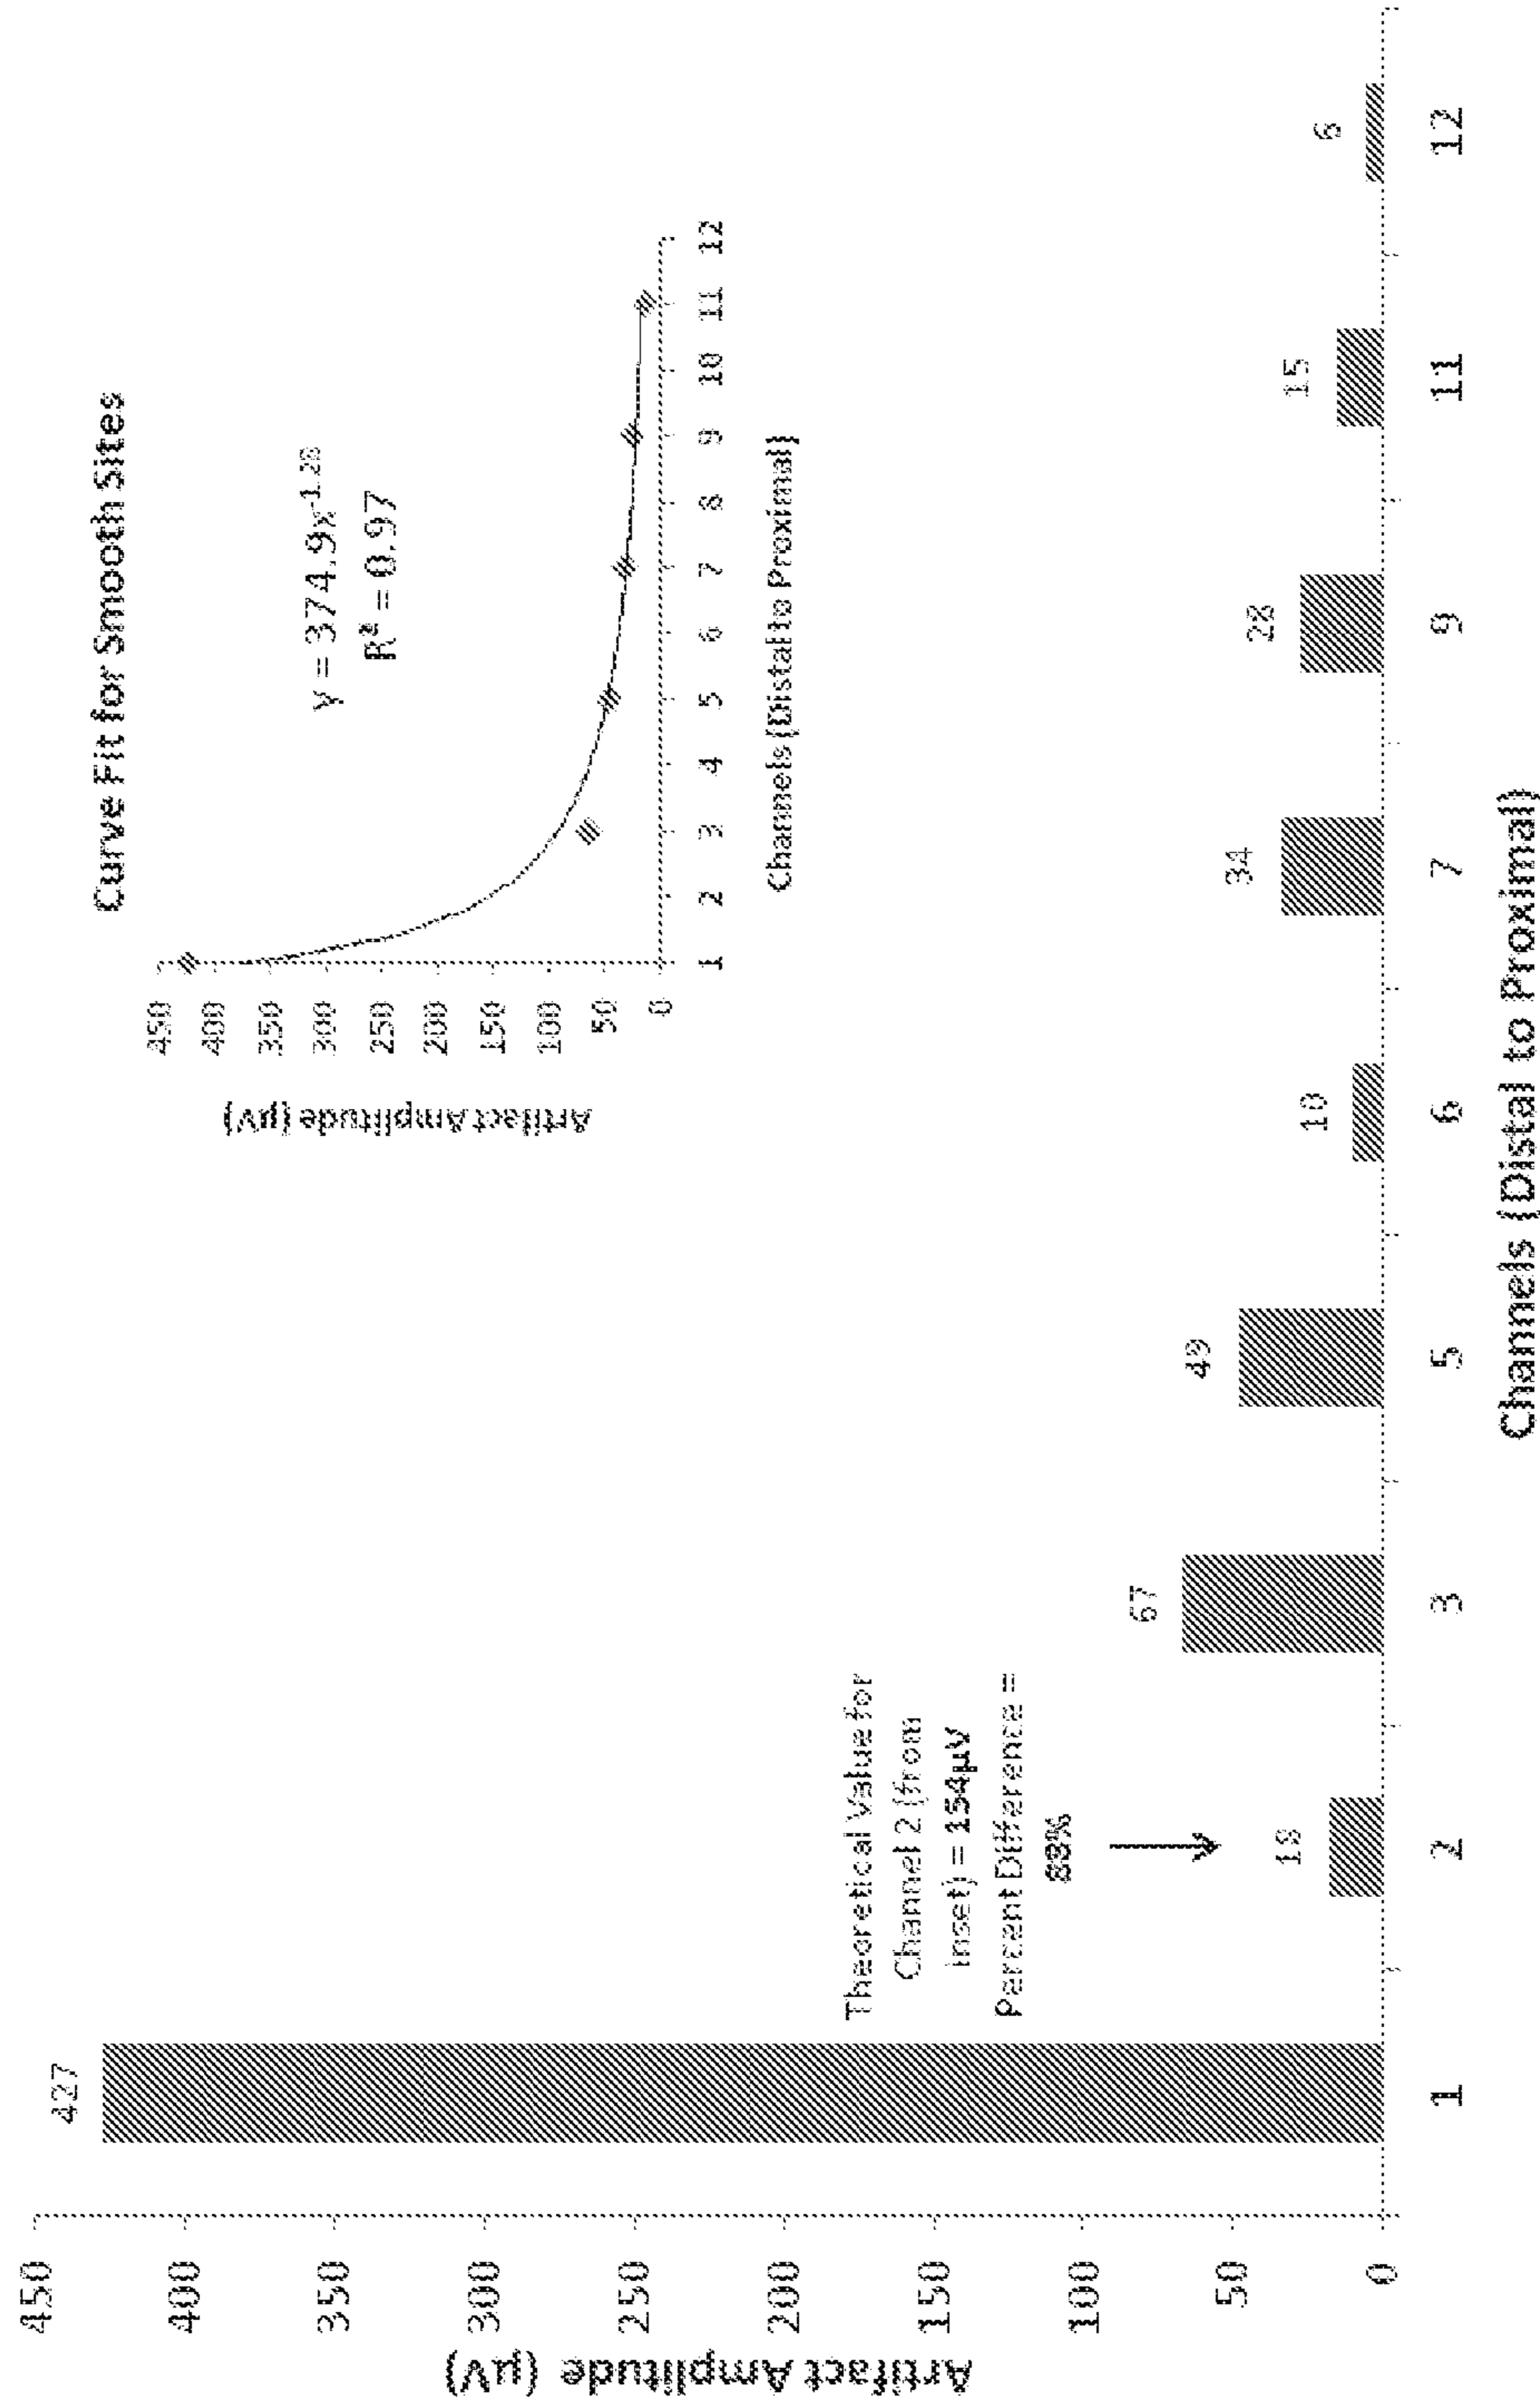 Curve Fit for Smooth Sites
y = 374.9x^-1.28
R² = 0.97
Artifact Amplitude (µV)
450
400
350
300
250
200
150
100
50
0
1 2 3 4 5 6 7 8 9 10 11 12
Channels (Distal to Proximal)
Artifact Amplitude (µV)
450
400
350
300
250
200
150
100
50
0
427
Theoretical Value for
Channel 2 (from
inset) = 154µV
Percent Difference =
88%
18
67
48
10
34
28
15
6
1 2 3 5 6 7 9 11 12
Channels (Distal to Proximal)